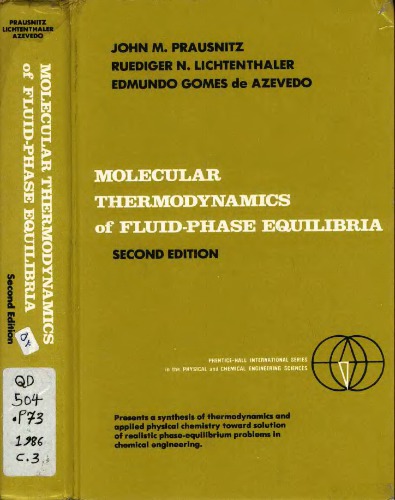 PRAUSNITZ
LICHTENTHALER
AZEVEDO
MOLECULAR THERMODYNAMICS
of FLUID-PHASE EQUILIBRIA
Second Edition
QD
504
.P73
1986
C.3
JOHN M. PRAUSNITZ
RUEDIGER N. LICHTENTHALER
EDMUNDO GOMES de AZEVEDO
MOLECULAR
THERMODYNAMICS
of FLUID-PHASE EQUILIBRIA
SECOND EDITION
PRENTICE-HALL INTERNATIONAL SERIES
in the PHYSICAL and CHEMICAL ENGINEERING SCIENCES
Presents a synthesis of thermodynamics and
applied physical chemistry toward solution
of realistic phase-equilibrium problems in
chemical engineering.